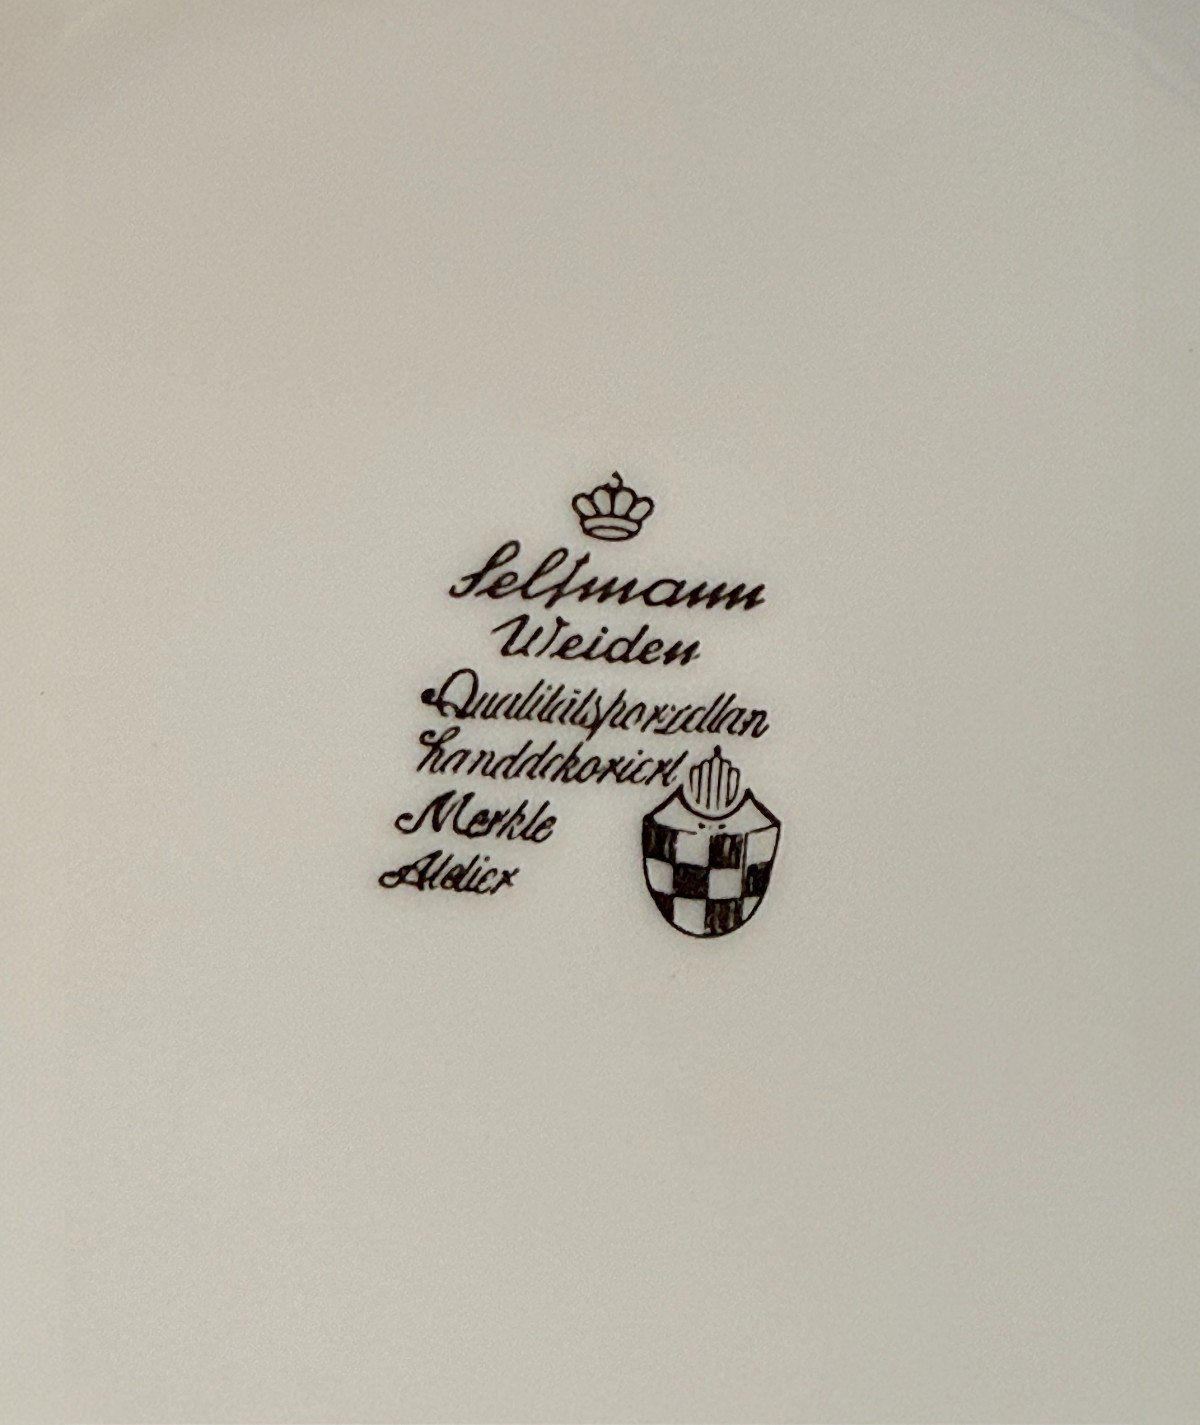 Seltmann
Weiden
Qualitätsporzellan
handdekoriert
Merkle
Atelier